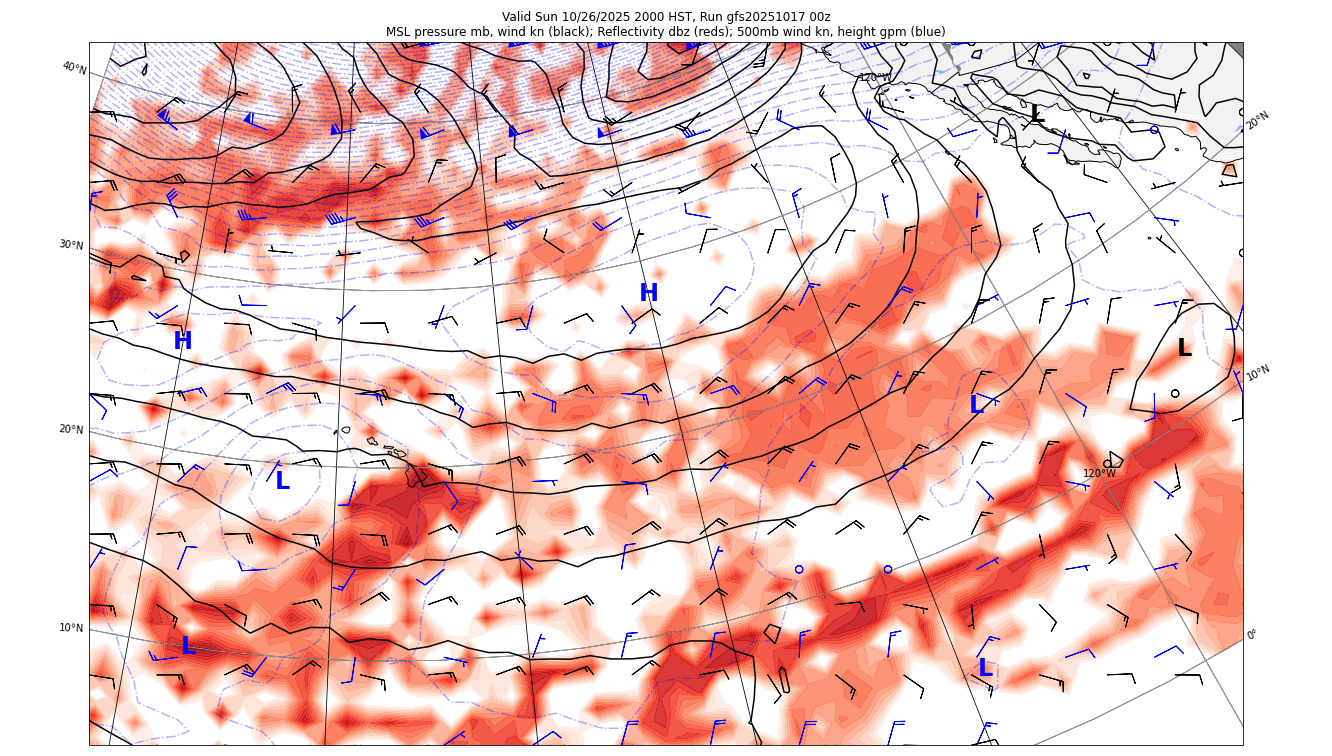 Valid Sun 10/26/2025 2000 HST, Run gfs20251017 00z
MSL pressure mb, wind kn (black); Reflectivity dbz (reds); 500mb wind kn, height gpm (blue)
40°N
120°W
L
20°N
30°N
H
H
L
10°N
L
20°N
L
120°W
10°N
L
0°
L